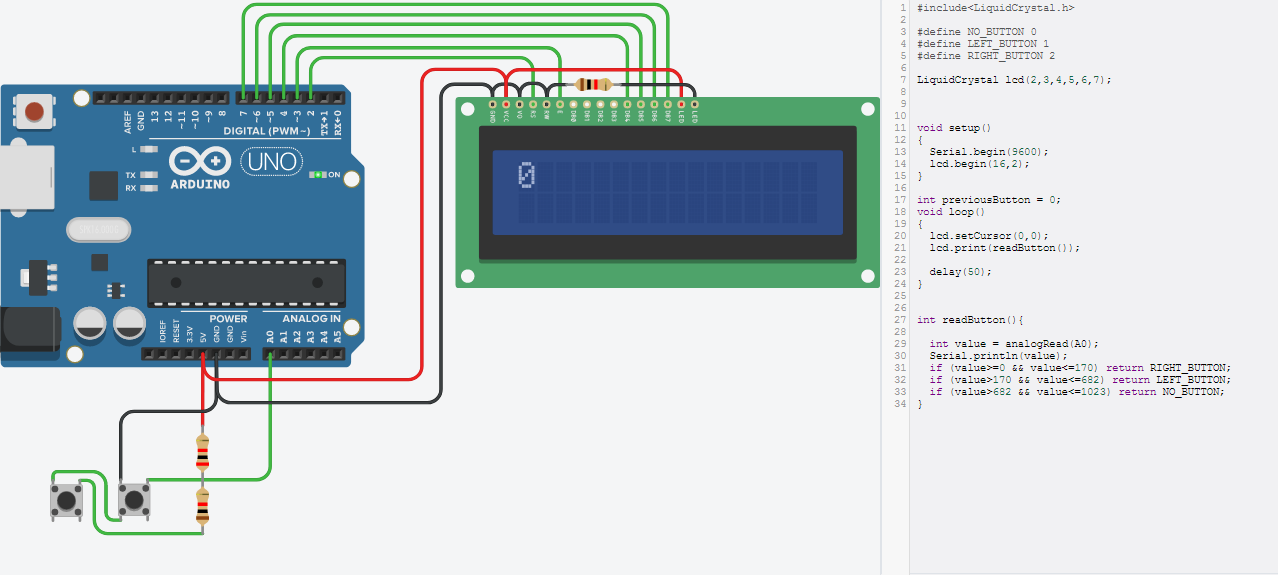 1 #include<LiquidCrystal.h>
2
3 #define NO_BUTTON 0
4 #define LEFT_BUTTON 1
5 #define RIGHT_BUTTON 2
6
7 LiquidCrystal lcd(2,3,4,5,6,7);
8
9
10
11 void setup()
12 {
13 Serial.begin(9600);
14 lcd.begin(16,2);
15 }
16
17 int previousButton = 0;
18 void loop()
19 {
20 lcd.setCursor(0,0);
21 lcd.print(readButton());
22
23 delay(50);
24 }
25
26
27 int readButton(){
28
29 int value = analogRead(A0);
30 Serial.println(value);
31 if (value>=0 && value<=170) return RIGHT_BUTTON;
32 if (value>170 && value<=682) return LEFT_BUTTON;
33 if (value>682 && value<=1023) return NO_BUTTON;
34 }
AREF GND 13 12 ~11 ~10 ~9 8 7 ~6 ~5 4 ~3 2 TX→1 RX←0
DIGITAL (PWM~)
L
TX
RX
ARDUINO
UNO
ON
POWER
ANALOG IN
IOREF RESET 3.3V 5V GND GND Vin A0 A1 A2 A3 A4 A5
GND VCC VO RS RW E DB0 DB1 DB2 DB3 DB4 DB5 DB6 DB7 LED LED
0